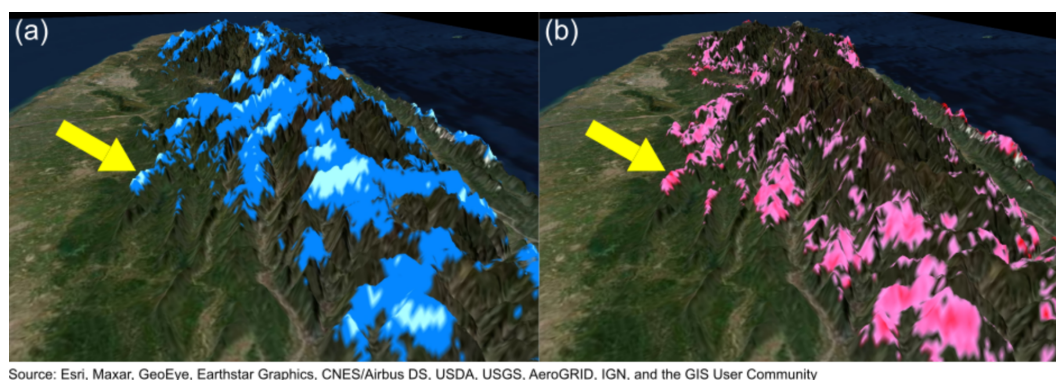 (a)
(b)
Source: Esri, Maxar, GeoEye, Earthstar Graphics, CNES/Airbus DS, USDA, USGS, AeroGRID, IGN, and the GIS User Community